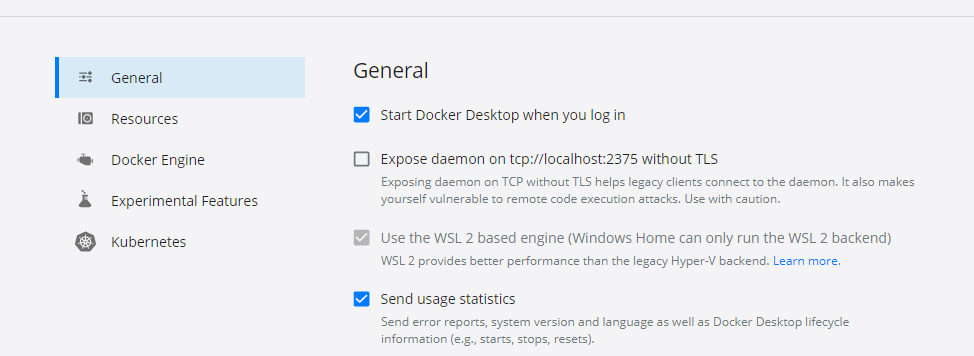 General
Resources
Docker Engine
Experimental Features
Kubernetes
General
Start Docker Desktop when you log in
Expose daemon on tcp://localhost:2375 without TLS
Exposing daemon on TCP without TLS helps legacy clients connect to the daemon. It also makes
yourself vulnerable to remote code execution attacks. Use with caution.
Use the WSL 2 based engine (Windows Home can only run the WSL 2 backend)
WSL 2 provides better performance than the legacy Hyper-V backend. Learn more.
Send usage statistics
Send error reports, system version and language as well as Docker Desktop lifecycle
information (e.g., starts, stops, resets).